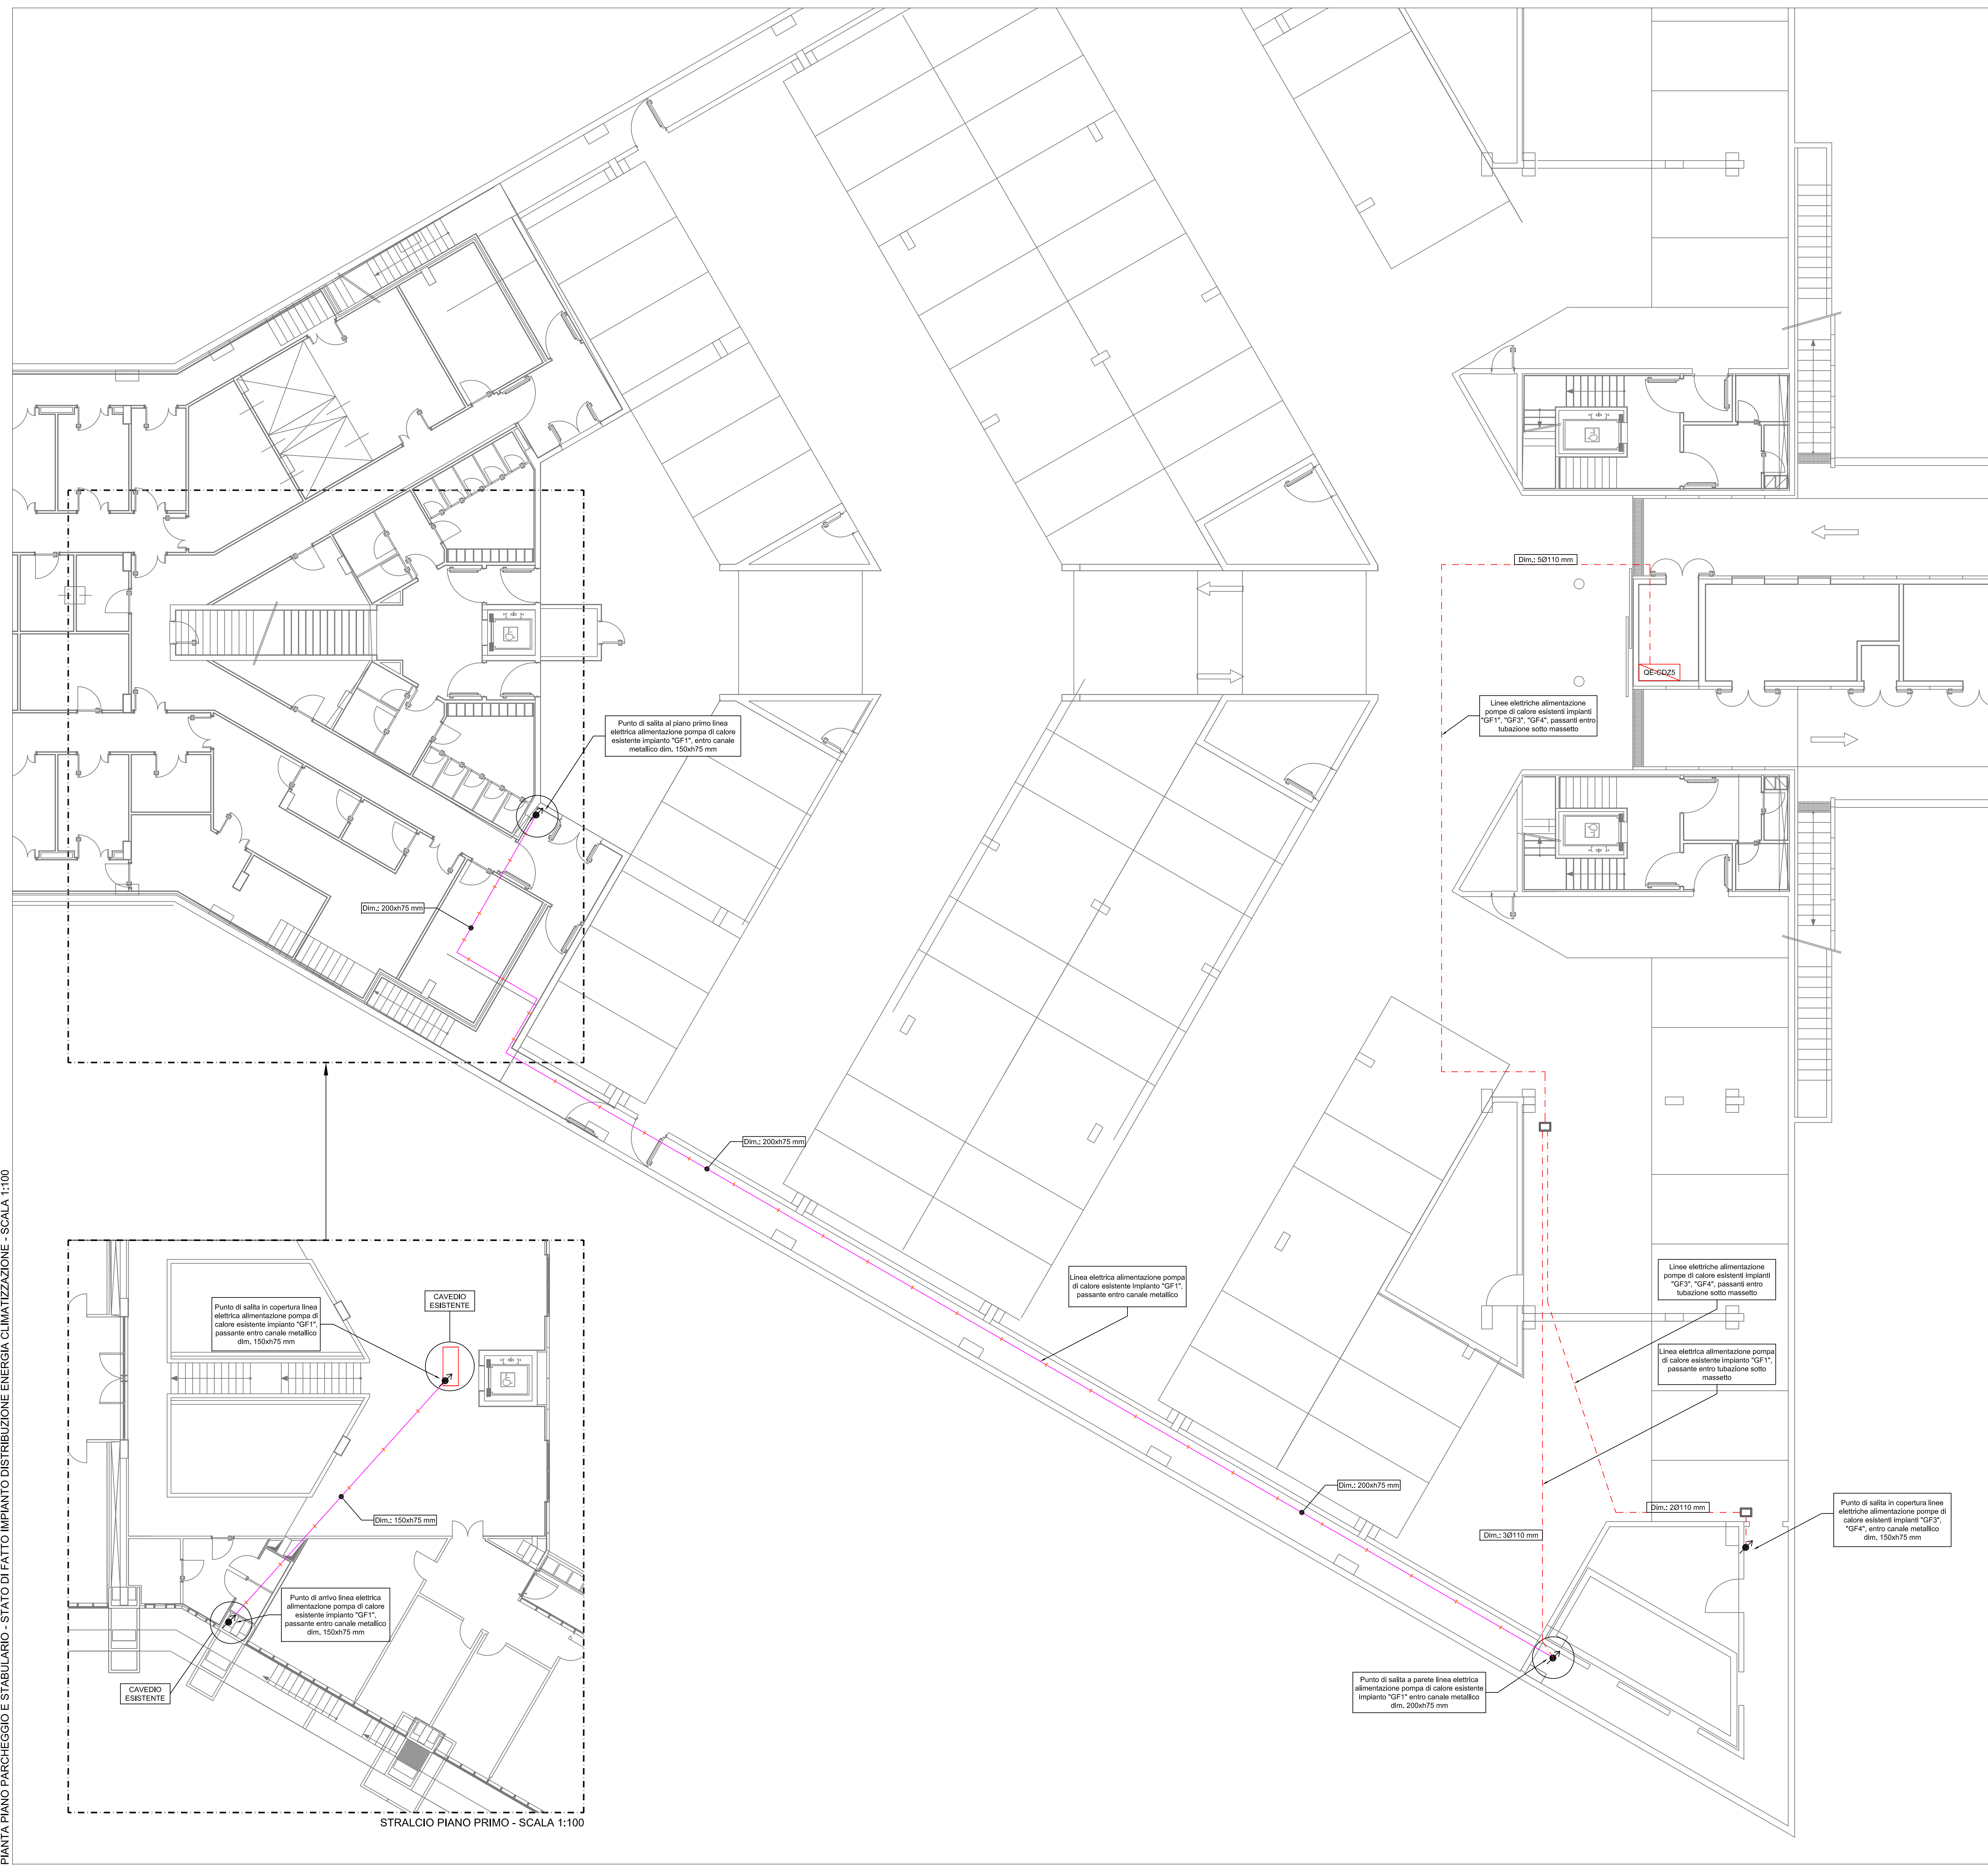 Dim.: 5Ø110 mm
QE-CDZ5
Linee elettriche alimentazione
pompe di calore esistenti impianti
"GF1", "GF3", "GF4", passanti entro
tubazione sotto massetto
Punto di salita al piano primo linea
elettrica alimentazione pompa di calore
esistente impianto "GF1", entro canale
metallico dim. 150xh75 mm
Dim.: 200xh75 mm
Dim.: 200xh75 mm
Linea elettrica alimentazione pompa
di calore esistente impianto "GF1",
passante entro canale metallico
Linee elettriche alimentazione
pompe di calore esistenti impianti
"GF3", "GF4", passanti entro
tubazione sotto massetto
Linea elettrica alimentazione pompa
di calore esistente impianto "GF1",
passante entro tubazione sotto
massetto
CAVEDIO
ESISTENTE
Punto di salita in copertura linea
elettrica alimentazione pompa di
calore esistente impianto "GF1",
passante entro canale metallico
dim. 150xh75 mm
Dim.: 150xh75 mm
Dim.: 200xh75 mm
Dim.: 2Ø110 mm
Dim.: 3Ø110 mm
Punto di salita in copertura linee
elettriche alimentazione pompe di
calore esistenti impianti "GF3",
"GF4", entro canale metallico
dim. 150xh75 mm
Punto di arrivo linea elettrica
alimentazione pompa di calore
esistente impianto "GF1",
passante entro canale metallico
dim. 150xh75 mm
CAVEDIO
ESISTENTE
Punto di salita a parete linea elettrica
alimentazione pompa di calore esistente
impianto "GF1" entro canale metallico
dim. 200xh75 mm
STRALCIO PIANO PRIMO - SCALA 1:100
PIANTA PIANO PARCHEGGIO E STABULARIO - STATO DI FATTO IMPIANTO DISTRIBUZIONE ENERGIA CLIMATIZZAZIONE - SCALA 1:100